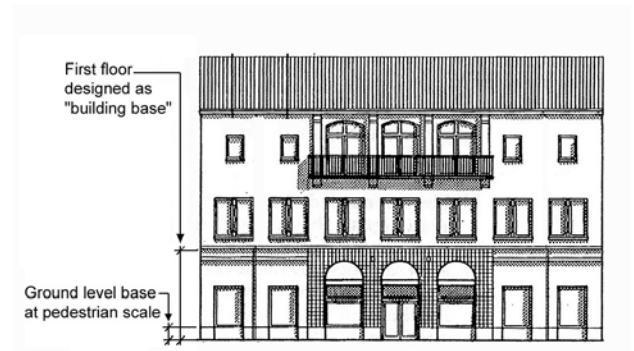 First floor
designed as
"building base"
Ground level base
at pedestrian scale